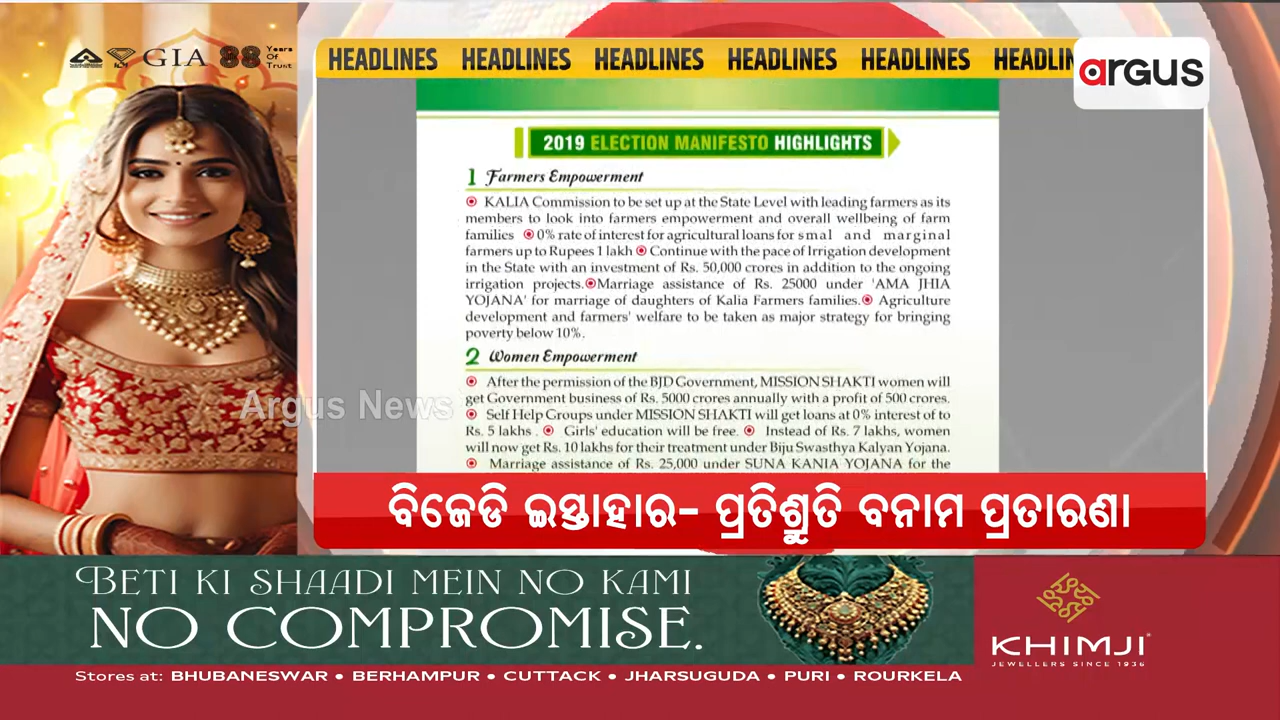 GIA 88 Years Of Trust
HEADLINES HEADLINES HEADLINES HEADLINES HEADLINES HEADLIN
argus
2019 ELECTION MANIFESTO HIGHLIGHTS
1 Farmers Empowerment
KALIA Commission to be set up at the State Level with leading farmers as its
members to look into farmers empowerment and overall wellbeing of farm
families 0% rate of interest for agricultural loans for smal and marginal
farmers up to Rupees 1 lakh Continue with the pace of Irrigation development
in the State with an investment of Rs. 50,000 crores in addition to the ongoing
irrigation projects. Marriage assistance of Rs. 25000 under 'AMA JHIA
YOJANA' for marriage of daughters of Kalia Farmers families. Agriculture
development and farmers' welfare to be taken as major strategy for bringing
poverty below 10%.
2 Women Empowerment
After the permission of the BJD Government, MISSION SHAKTI women will
get Government business of Rs. 5000 crores annually with a profit of 500 crores.
Self Help Groups under MISSION SHAKTI will get loans at 0% interest of to
Rs. 5 lakhs . Girls' education will be free. Instead of Rs. 7 lakhs, women
will now get Rs. 10 lakhs for their treatment under Biju Swasthya Kalyan Yojana.
Marriage assistance of Rs. 25,000 under SUNA KANIA YOJANA for the
Argus News
ବିଜେଡି ଇସ୍ତାହାର- ପ୍ରତିଶ୍ରୁତି ବନାମ ପ୍ରତାରଣା
BETI KI SHAADI MEIN NO KAMI
NO COMPROMISE.
KHIMJI
JEWELLERS SINCE 1936
Stores at: BHUBANESWAR • BERHAMPUR • CUTTACK • JHARSUGUDA • PURI • ROURKELA